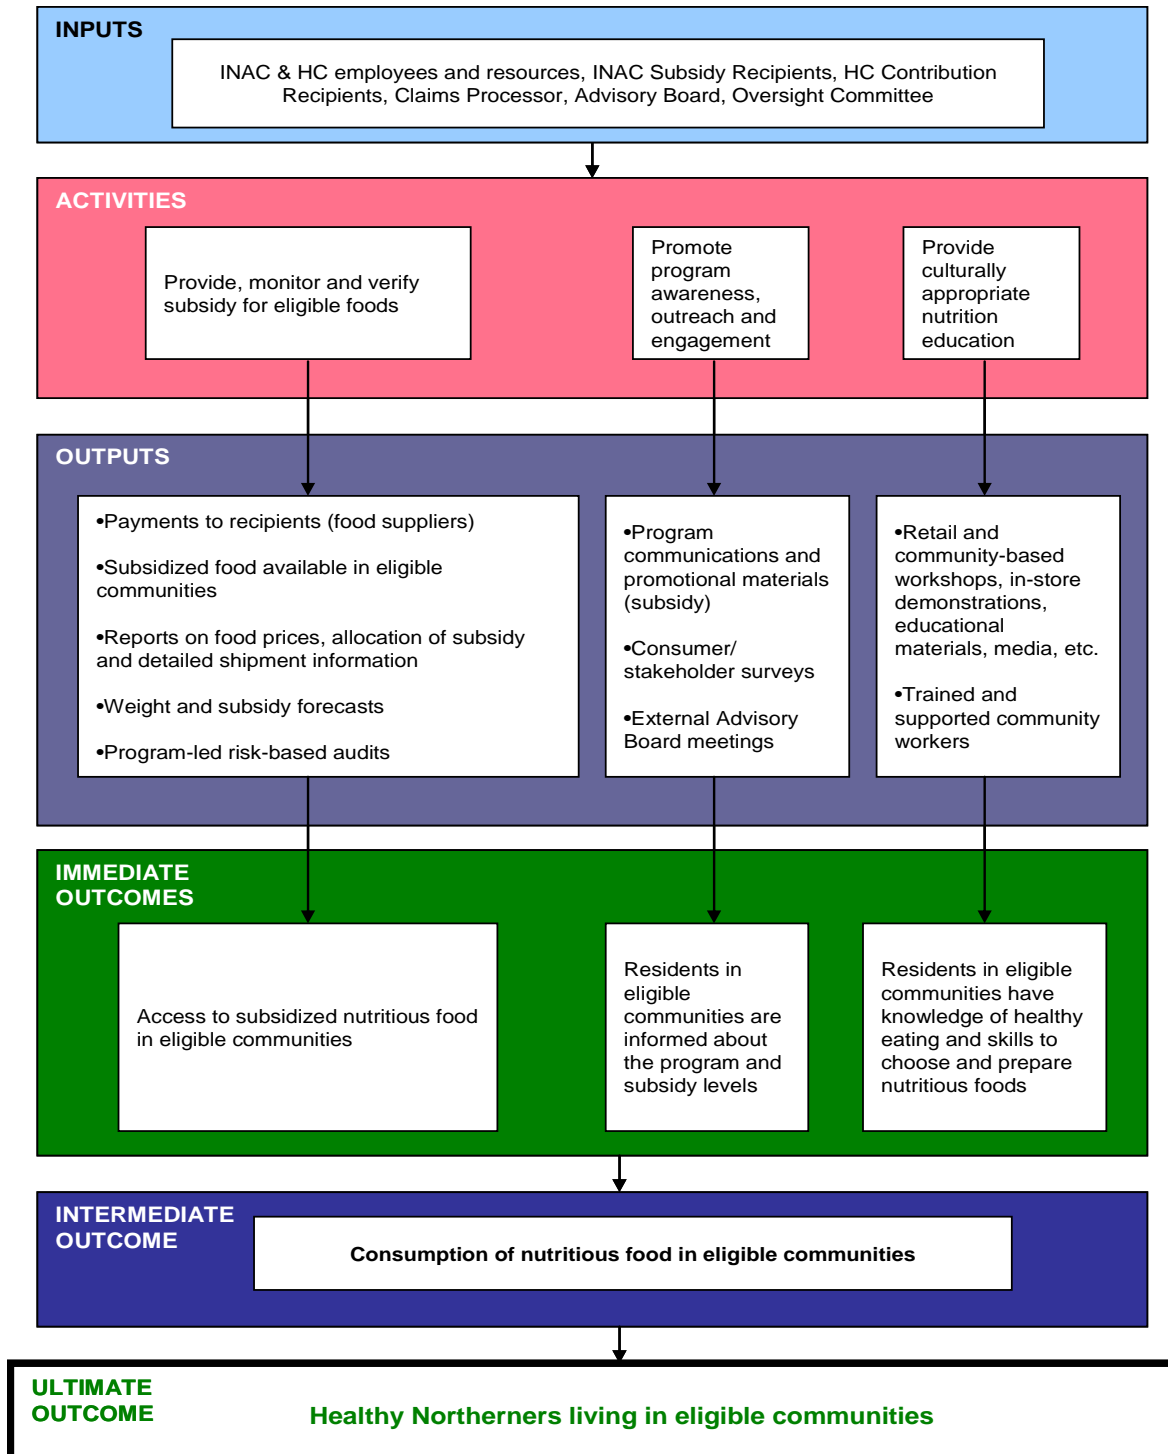 INPUTS
INAC & HC employees and resources, INAC Subsidy Recipients, HC Contribution
Recipients, Claims Processor, Advisory Board, Oversight Committee
ACTIVITIES
Provide, monitor and verify
subsidy for eligible foods
Promote
program
awareness,
outreach and
engagement
Provide
culturally
appropriate
nutrition
education
OUTPUTS
•Payments to recipients (food suppliers)
•Subsidized food available in eligible
communities
•Reports on food prices, allocation of subsidy
and detailed shipment information
•Weight and subsidy forecasts
•Program-led risk-based audits
•Program
communications and
promotional materials
(subsidy)
•Consumer/
stakeholder surveys
•External Advisory
Board meetings
•Retail and
community-based
workshops, in-store
demonstrations,
educational
materials, media, etc.
•Trained and
supported community
workers
IMMEDIATE
OUTCOMES
Access to subsidized nutritious food
in eligible communities
Residents in
eligible
communities are
informed about
the program and
subsidy levels
Residents in eligible
communities have
knowledge of healthy
eating and skills to
choose and prepare
nutritious foods
INTERMEDIATE
OUTCOME
Consumption of nutritious food in eligible communities
ULTIMATE
OUTCOME
Healthy Northerners living in eligible communities